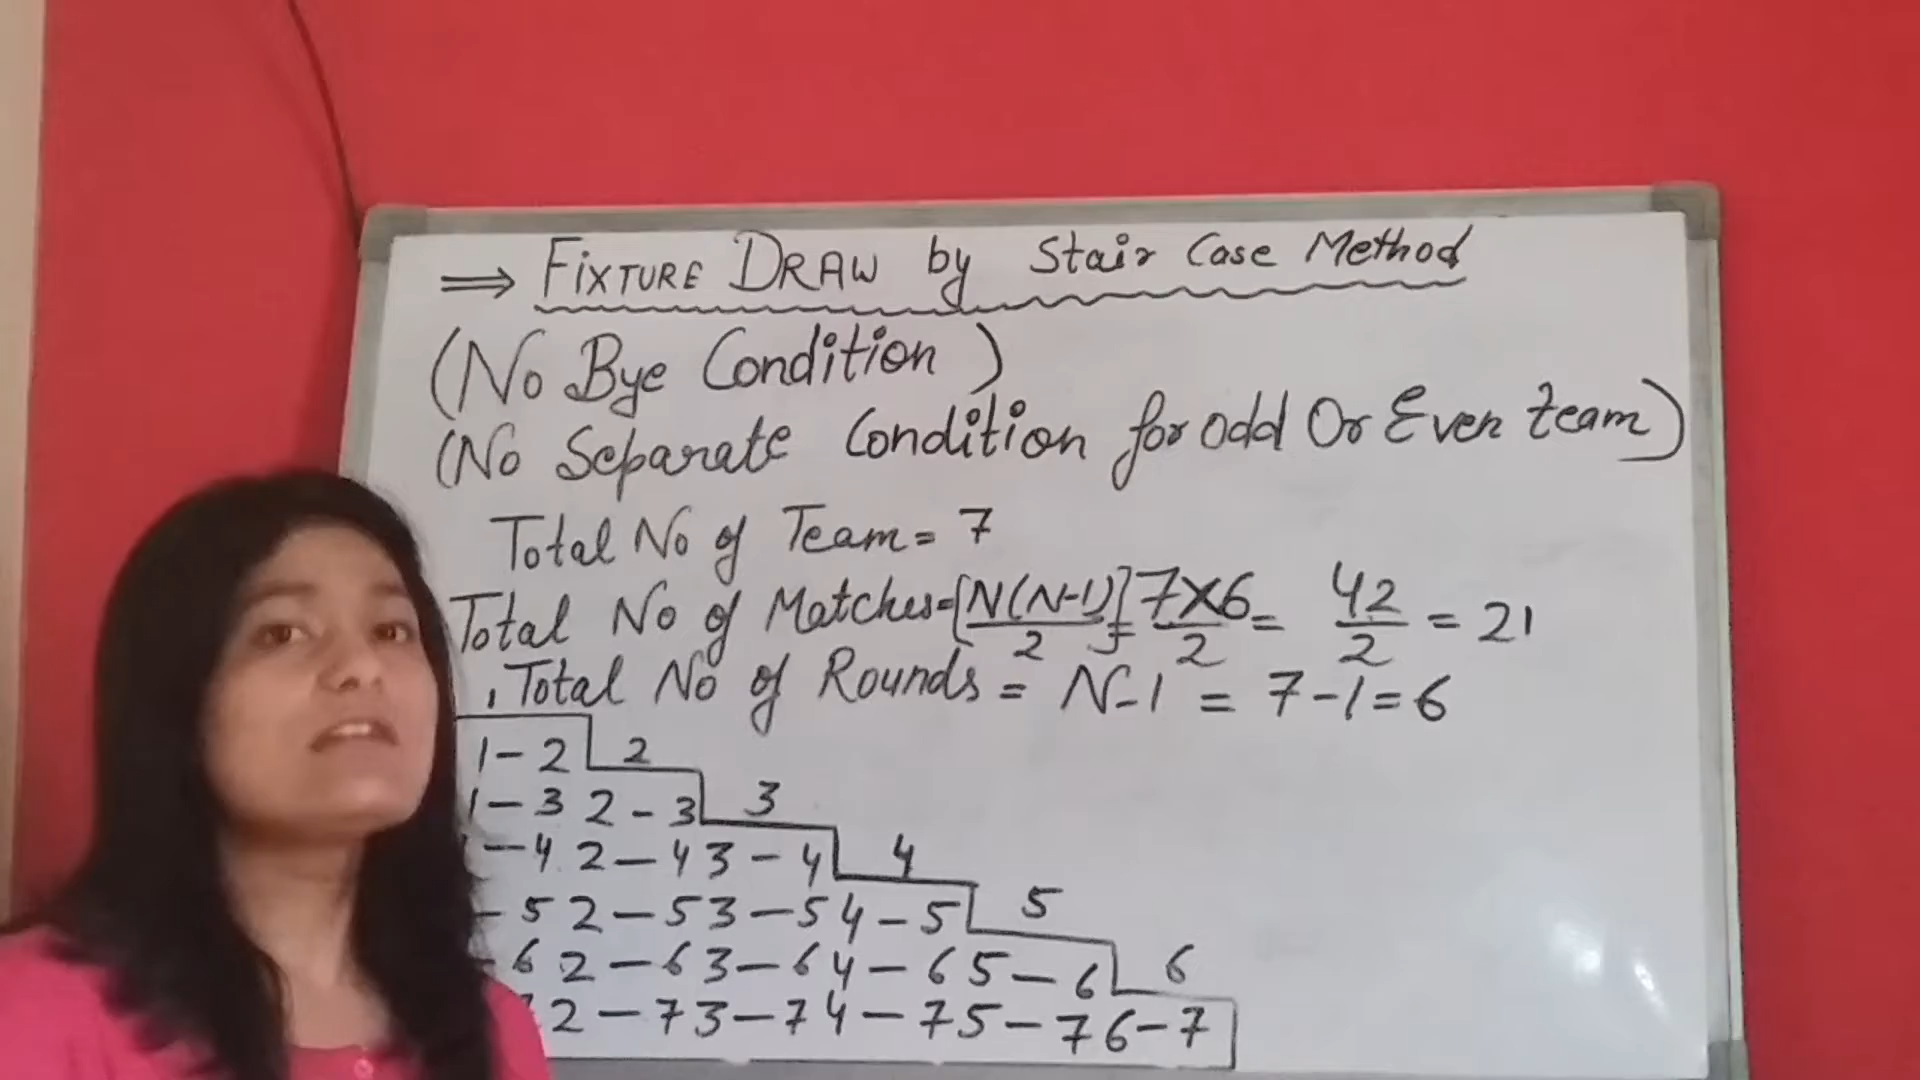 ⇒ FIXTURE DRAW by Stair Case Method
(No Bye Condition)
(No Separate Condition for odd Or Even team)
Total No of Team = 7
Total No of Matches = [N(N-1)/2] = 7×6/2 = 42/2 = 21
Total No of Rounds = N-1 = 7-1 = 6
1-2 2
1-3 2-3 3
-4 2-4 3-4 4
-5 2-5 3-5 4-5 5
-6 2-6 3-6 4-6 5-6 6
2-7 3-7 4-7 5-7 6-7